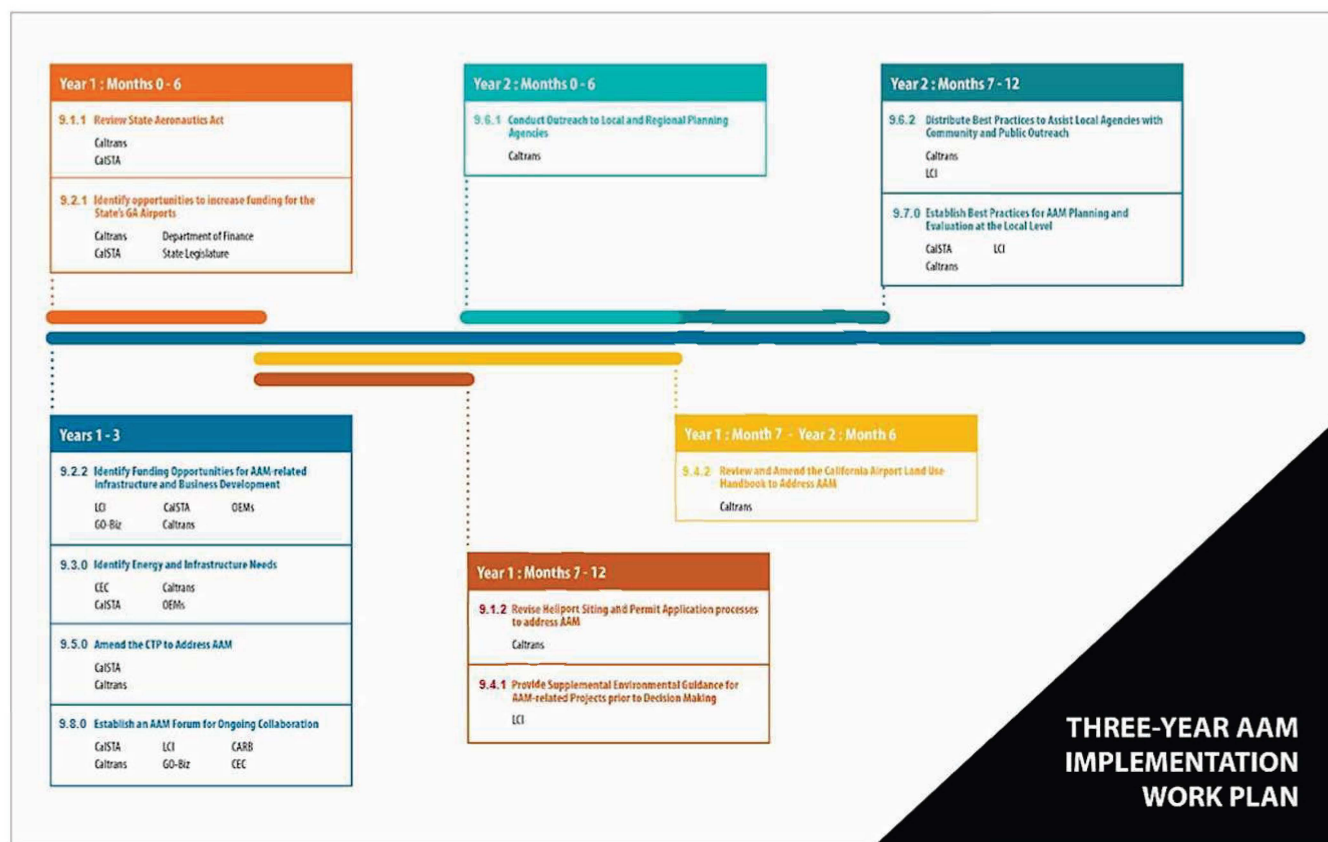 Year 1 : Months 0 - 6
9.1.1 Review State Aeronautics Act
Caltrans
CalSTA
9.2.1 Identify opportunities to increase funding for the
State's GA Airports
Caltrans Department of Finance
CalSTA State Legislature
Year 2 : Months 0 - 6
9.6.1 Conduct Outreach to Local and Regional Planning
Agencies
Caltrans
Year 2 : Months 7 - 12
9.6.2 Distribute Best Practices to Assist Local Agencies with
Community and Public Outreach
Caltrans
LCI
9.7.0 Establish Best Practices for AAM Planning and
Evaluation at the Local Level
CalSTA LCI
Caltrans
Years 1 - 3
9.2.2 Identify Funding Opportunities for AAM-related
Infrastructure and Business Development
LCI CalSTA OEMs
GO-Biz Caltrans
9.3.0 Identify Energy and Infrastructure Needs
CEC Caltrans
CalSTA OEMs
9.5.0 Amend the CTP to Address AAM
CalSTA
Caltrans
9.8.0 Establish an AAM Forum for Ongoing Collaboration
CalSTA LCI CARB
Caltrans GO-Biz CEC
Year 1 : Months 7 - 12
9.1.2 Revise Heliport Siting and Permit Application processes
to address AAM
Caltrans
9.4.1 Provide Supplemental Environmental Guidance for
AAM-related Projects prior to Decision Making
LCI
Year 1 : Month 7 - Year 2 : Month 6
9.4.2 Review and Amend the California Airport Land Use
Handbook to Address AAM
Caltrans
THREE-YEAR AAM
IMPLEMENTATION
WORK PLAN